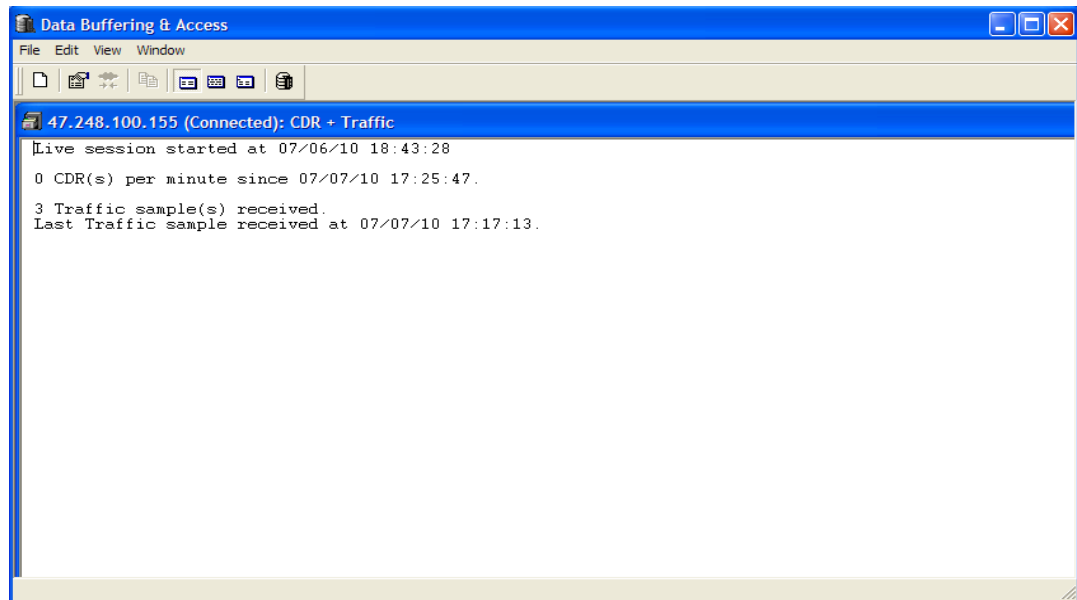 Data Buffering & Access
File Edit View Window
47.248.100.155 (Connected): CDR + Traffic
Live session started at 07/06/10 18:43:28
0 CDR(s) per minute since 07/07/10 17:25:47.
3 Traffic sample(s) received.
Last Traffic sample received at 07/07/10 17:17:13.